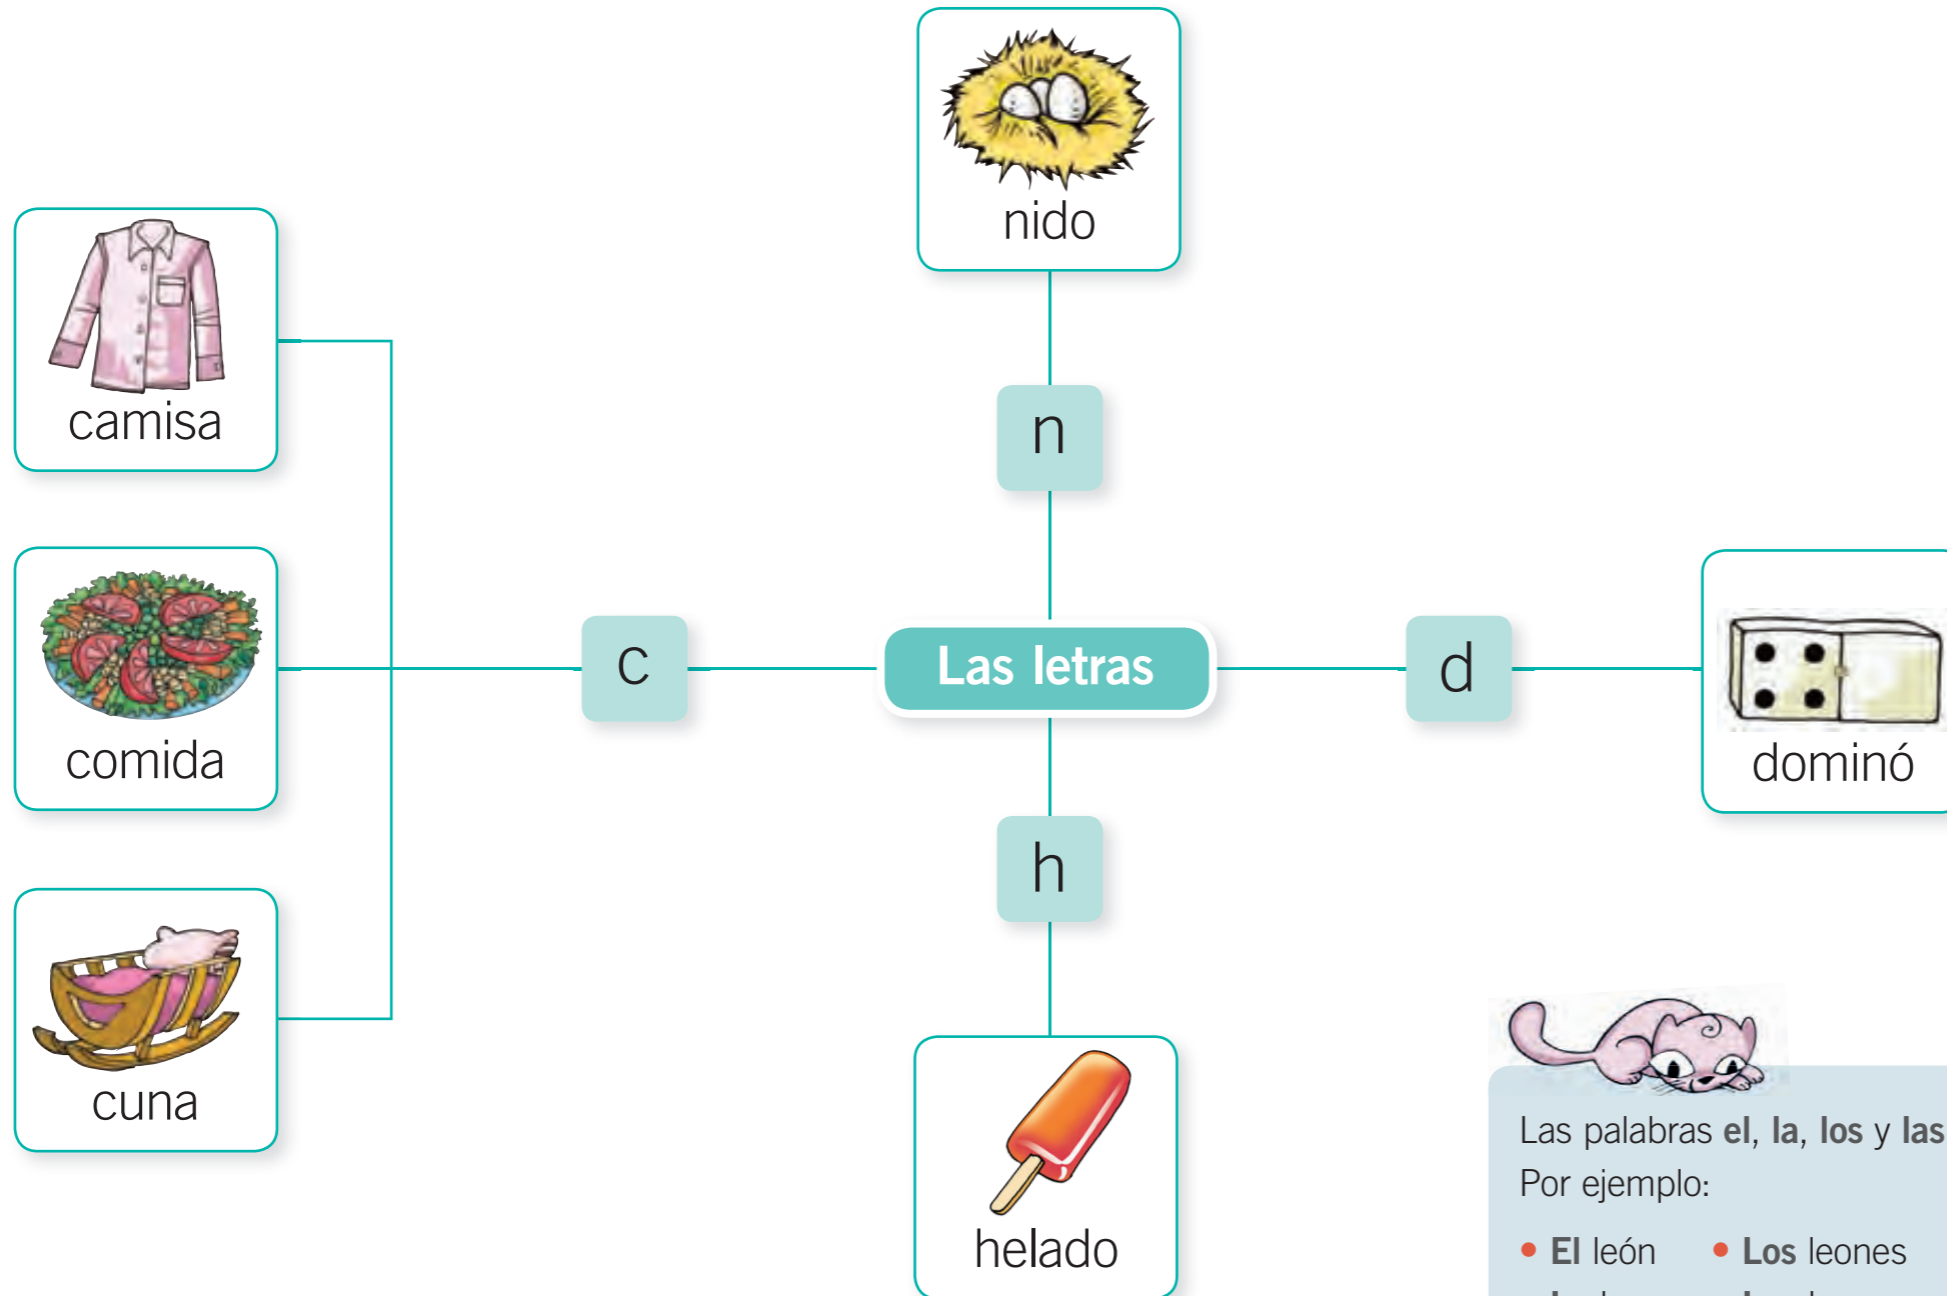 nido
n
camisa
comida
cuna
c
Las letras
d
dominó
h
helado
Las palabras el, la, los y las
Por ejemplo:
• El león • Los leones